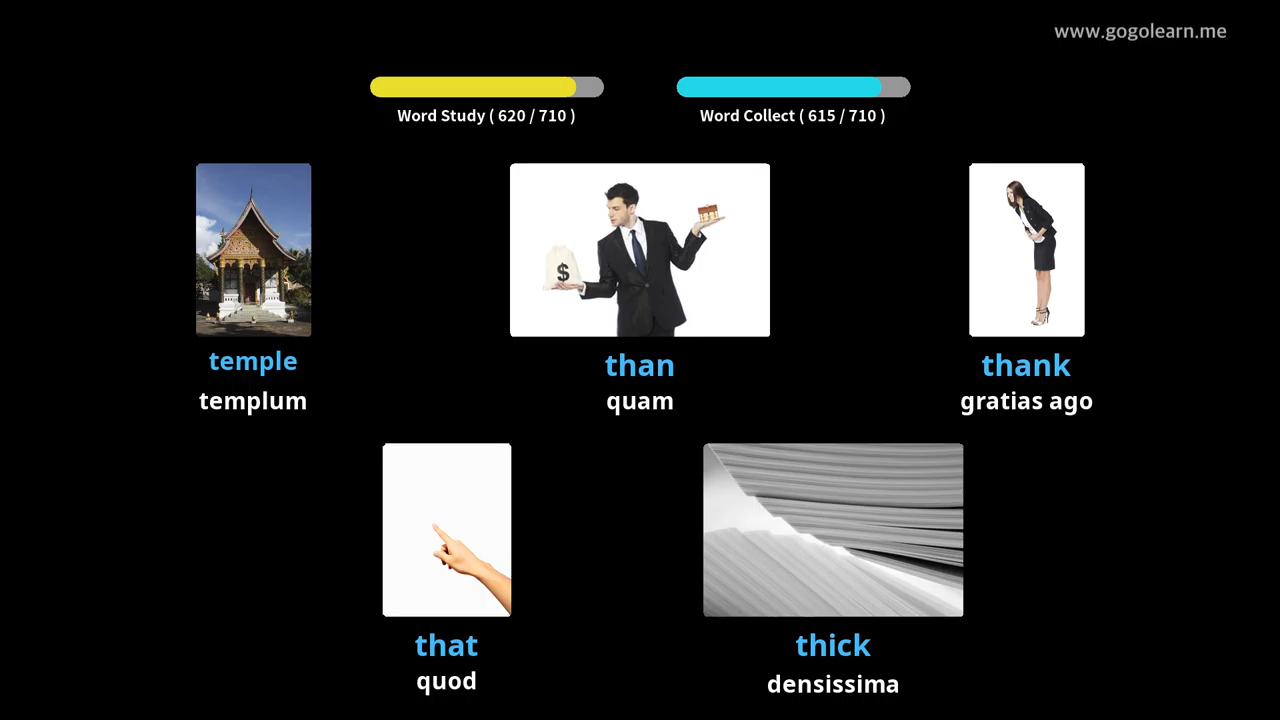 www.gogolearn.me
Word Study ( 620 / 710 )
Word Collect ( 615 / 710 )
$
temple
templum
than
quam
thank
gratias ago
that
quod
thick
densissima